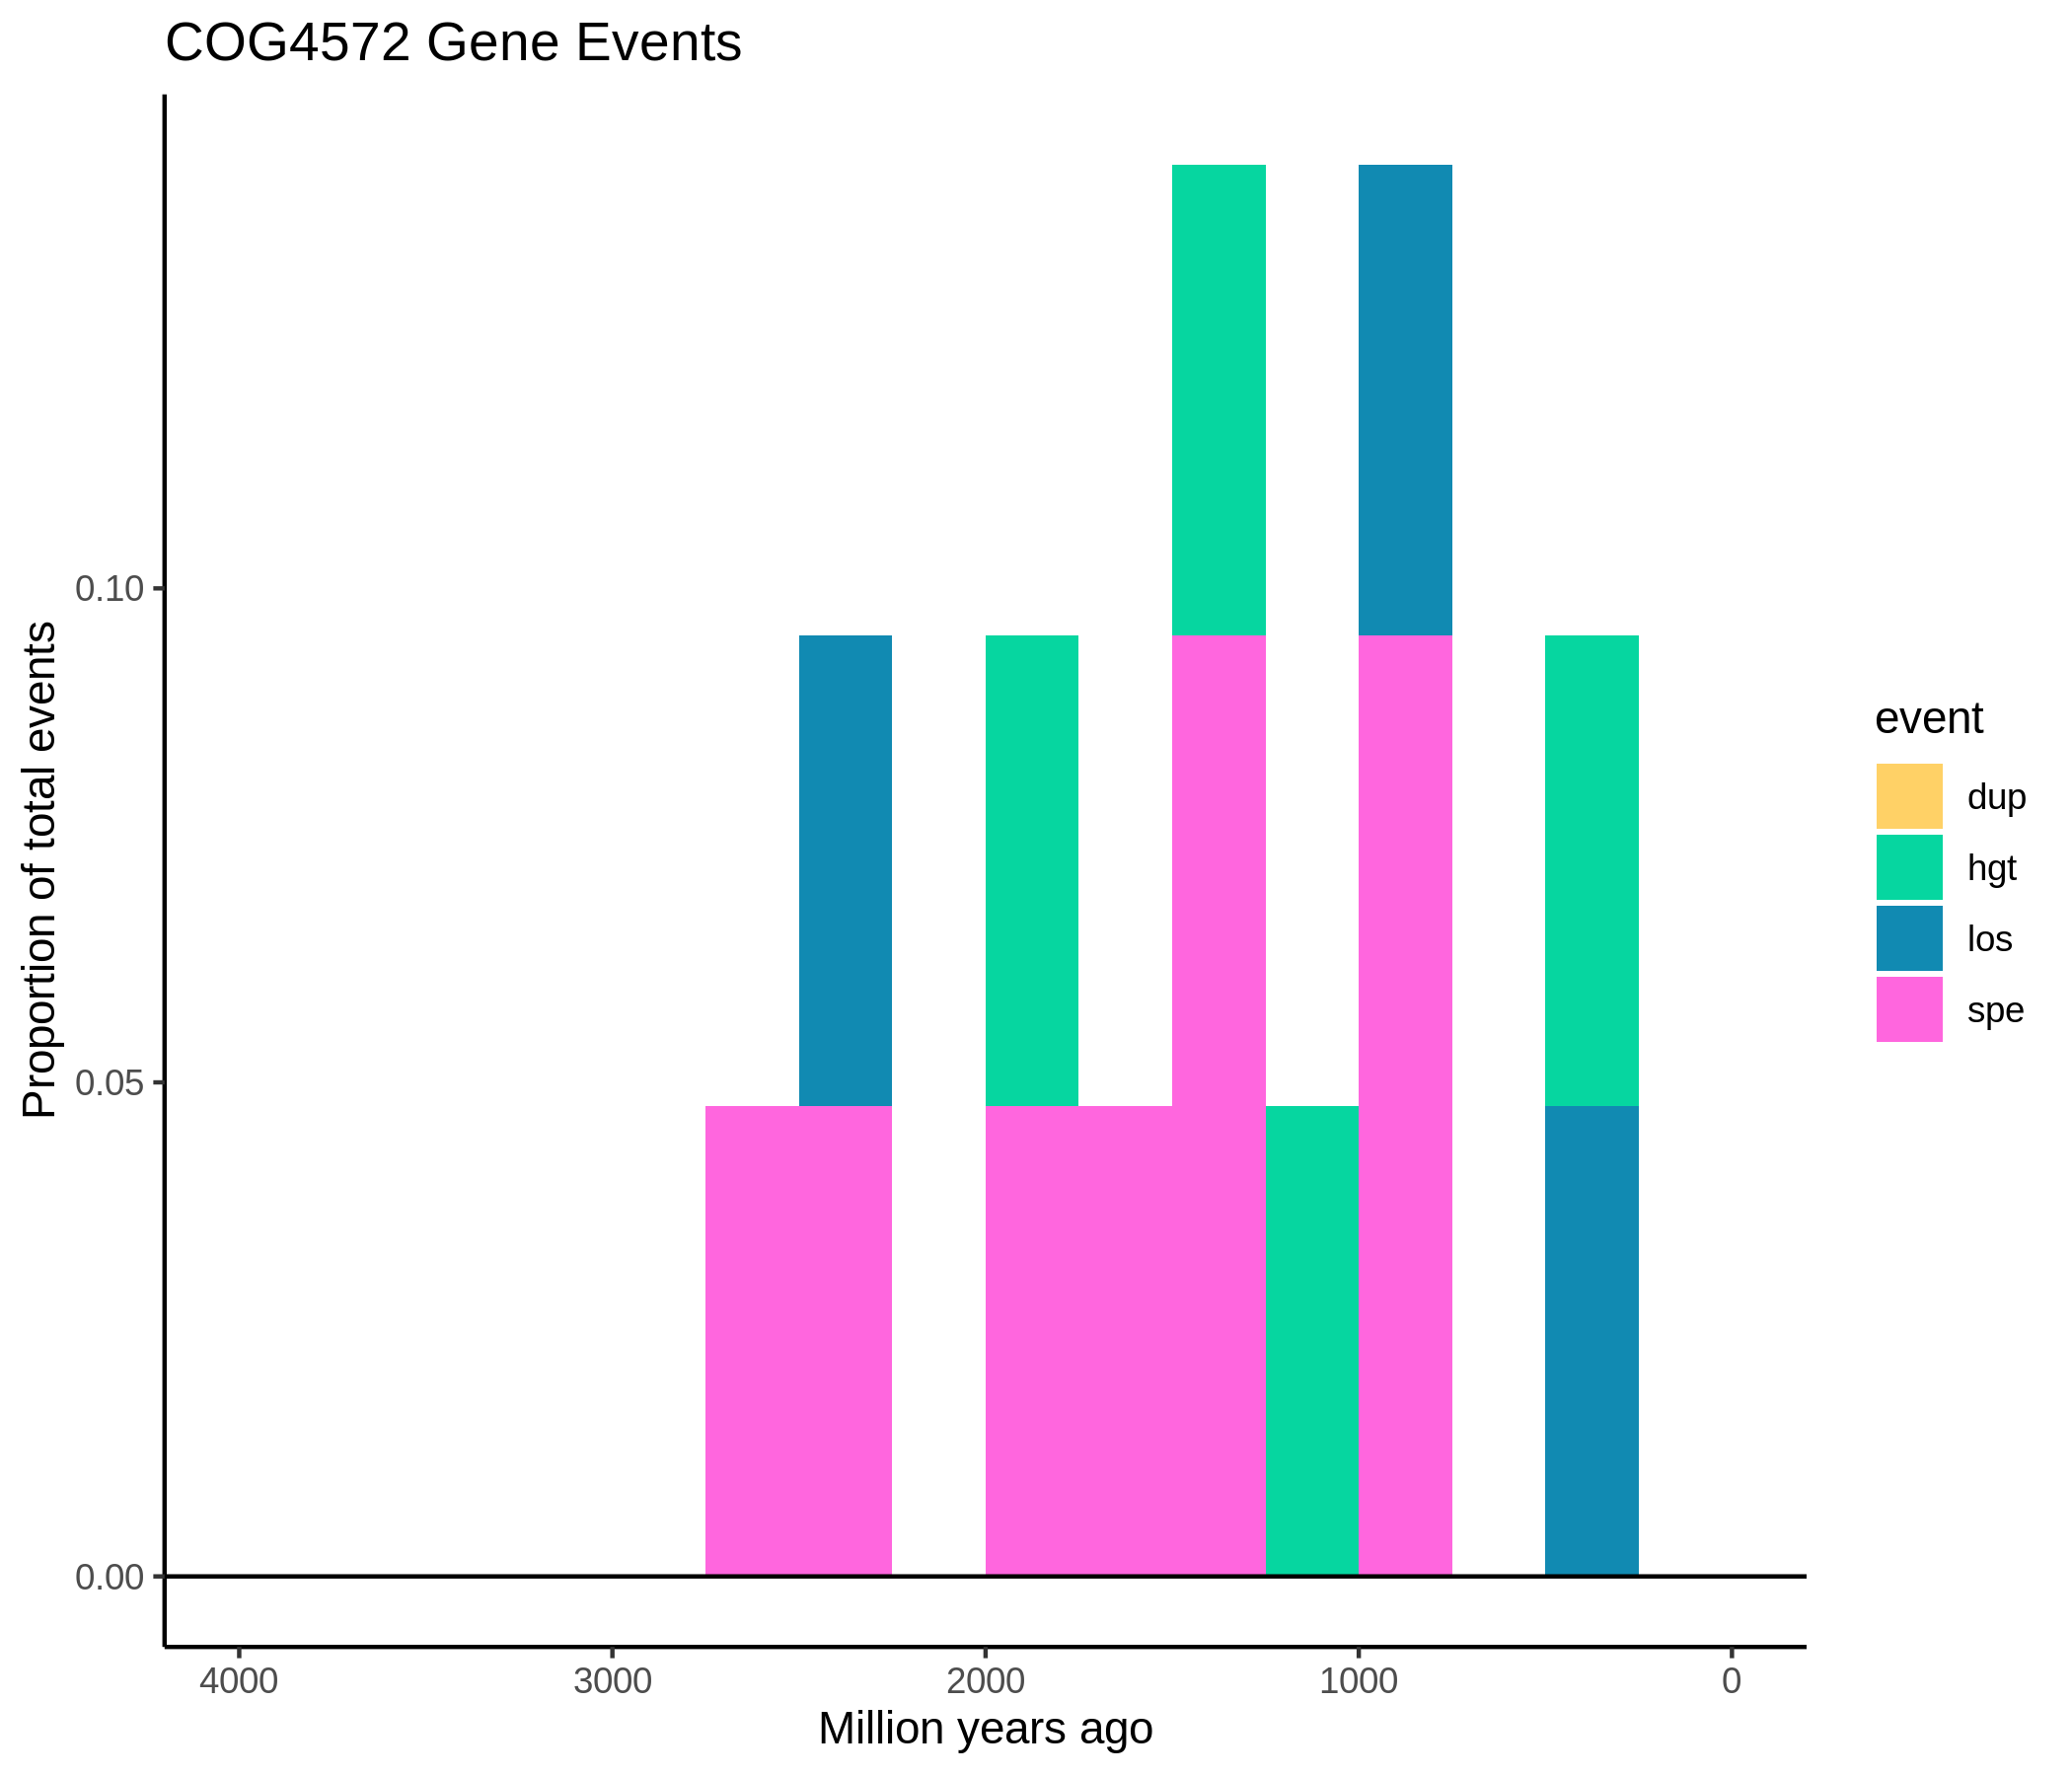 COG4572 Gene Events
Proportion of total events
0.10
0.05
0.00
4000 3000 2000 1000 0
Million years ago
event
dup
hgt
los
spe